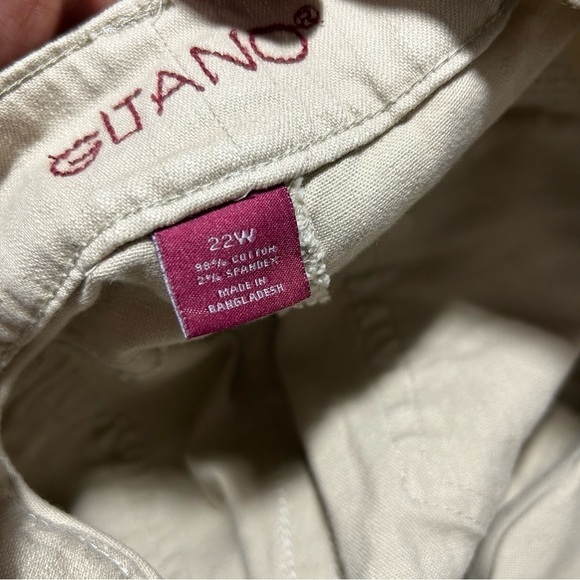 GITANO®
22W
98% COTTON
2% SPANDEX
MADE IN
BANGLADESH